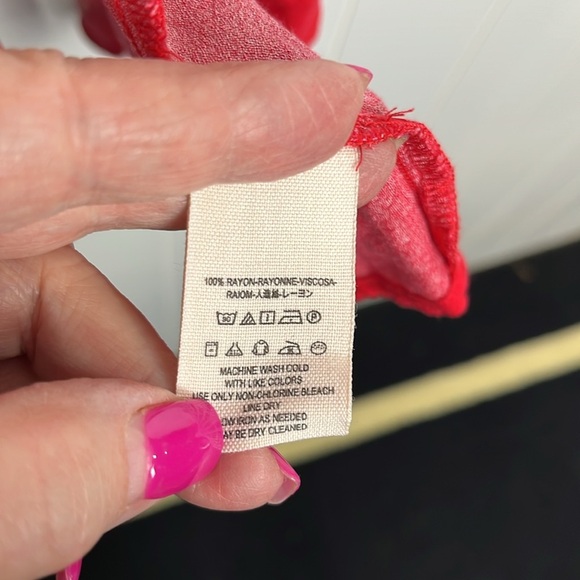 100% RAYON-RAYONNE-VISCOSA-
RAIOM-人造絲-レーヨン
MACHINE WASH COLD
WITH LIKE COLORS
USE ONLY NON-CHLORINE BLEACH
LINE DRY
IRON AS NEEDED
BE DRY CLEANED